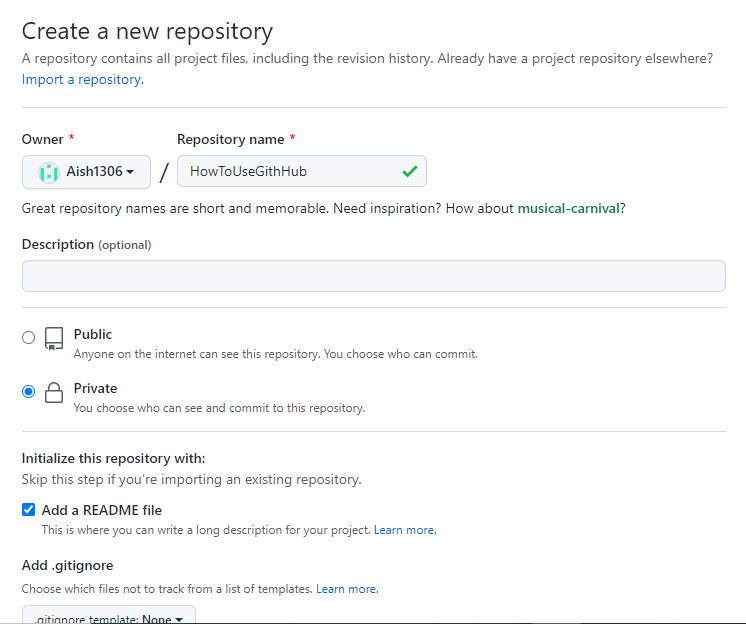 Create a new repository
A repository contains all project files, including the revision history. Already have a project repository elsewhere?
Import a repository.
Owner * Repository name *
Aish1306 / HowToUseGithHub
Great repository names are short and memorable. Need inspiration? How about musical-carnival?
Description (optional)
Public
Anyone on the internet can see this repository. You choose who can commit.
Private
You choose who can see and commit to this repository.
Initialize this repository with:
Skip this step if you're importing an existing repository.
Add a README file
This is where you can write a long description for your project. Learn more.
Add .gitignore
Choose which files not to track from a list of templates. Learn more.
.gitignore template: None